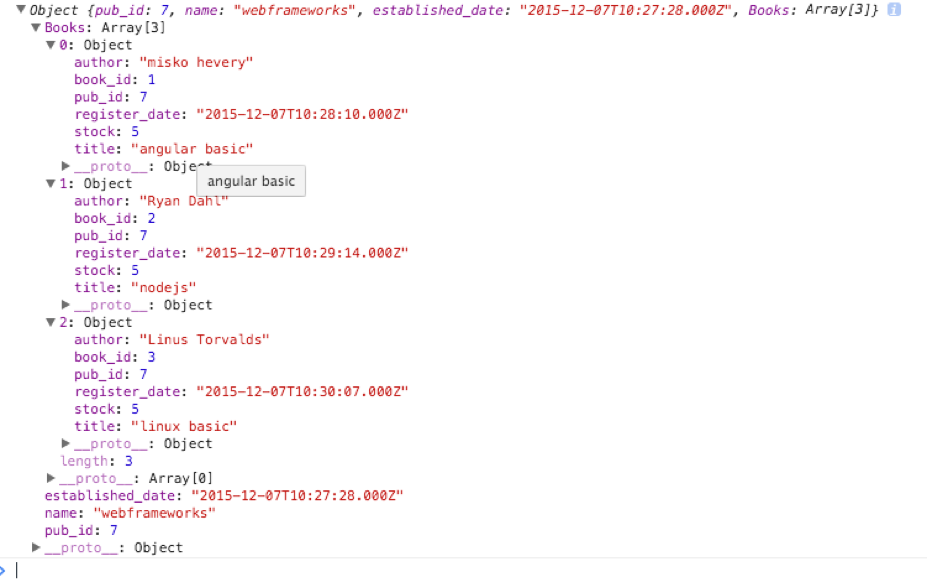 Object {pub_id: 7, name: "webframeworks", established_date: "2015-12-07T10:27:28.000Z", Books: Array[3]}
Books: Array[3]
0: Object
author: "misko hevery"
book_id: 1
pub_id: 7
register_date: "2015-12-07T10:28:10.000Z"
stock: 5
title: "angular basic"
__proto__: Object
angular basic
1: Object
author: "Ryan Dahl"
book_id: 2
pub_id: 7
register_date: "2015-12-07T10:29:14.000Z"
stock: 5
title: "nodejs"
__proto__: Object
2: Object
author: "Linus Torvalds"
book_id: 3
pub_id: 7
register_date: "2015-12-07T10:30:07.000Z"
stock: 5
title: "linux basic"
__proto__: Object
length: 3
__proto__: Array[0]
established_date: "2015-12-07T10:27:28.000Z"
name: "webframeworks"
pub_id: 7
__proto__: Object